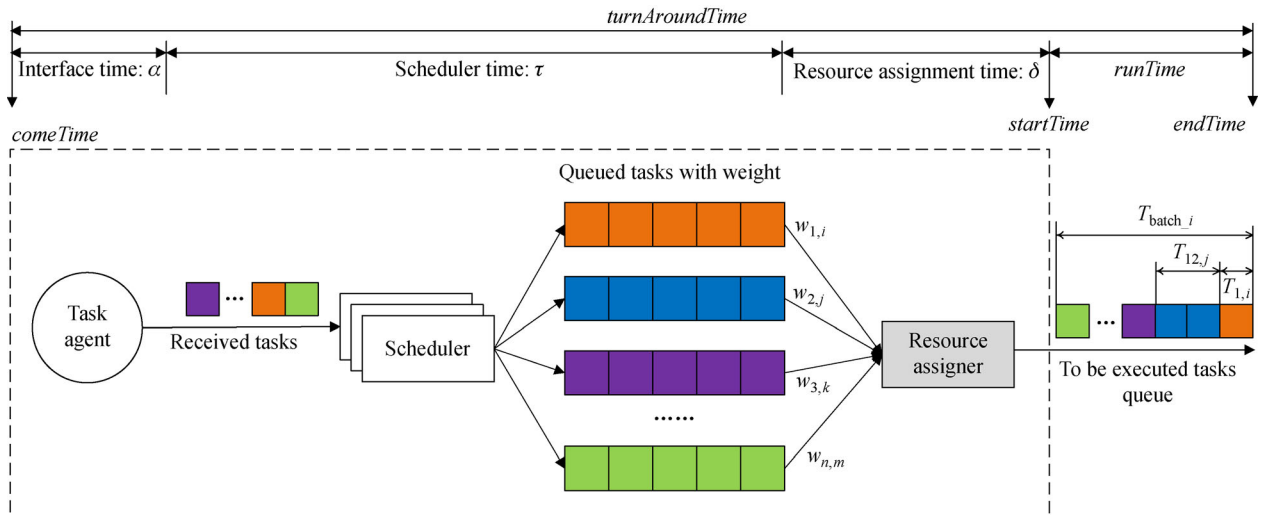 turnAroundTime
Interface time: α
Scheduler time: τ
Resource assignment time: δ
runTime
comeTime
startTime
endTime
Queued tasks with weight
w1,i
w2,j
w3,k
......
wn,m
Task
agent
...
Received tasks
Scheduler
Resource
assigner
Tbatch_i
T12,j
T1,i
...
To be executed tasks
queue